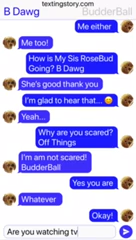 textingstory.com
B Dawg
BudderBall
Me either
Me too!
How is My Sis RoseBud
Going? B Dawg
She's good thank you
I'm glad to hear that... 😀
Yeah...
Why are you scared?
Off Things
I'm am not scared!
BudderBall
Yes you are
Whatever
Okay!
Are you watching tv